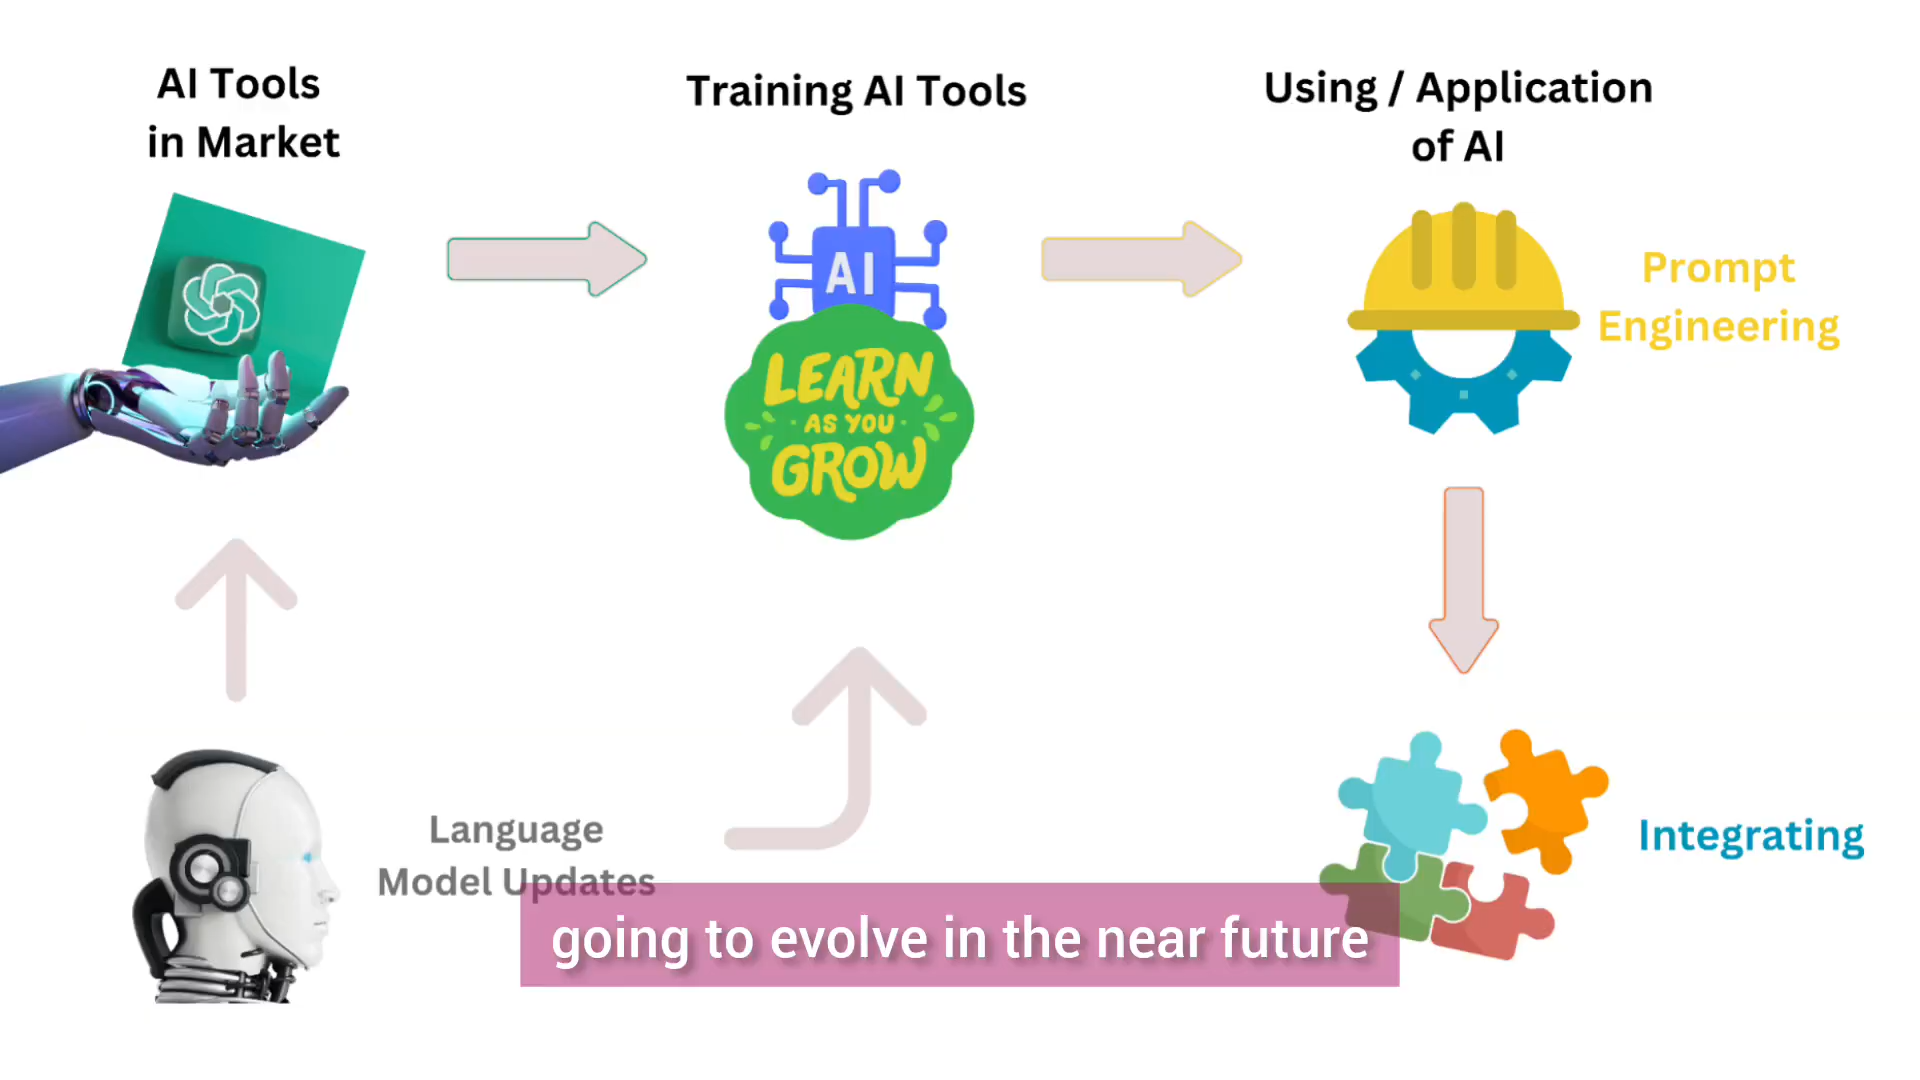 AI Tools
in Market
Training AI Tools
Using / Application
of AI
AI
LEARN
AS YOU
GROW
Prompt
Engineering
Language
Model Updates
Integrating
going to evolve in the near future